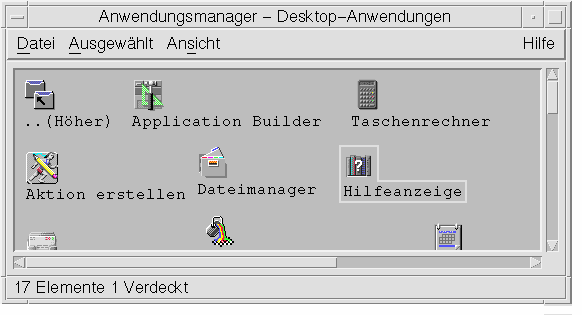 Anwendungsmanager – Desktop–Anwendungen
Datei Ausgewählt Ansicht Hilfe
..(Höher) Application Builder Taschenrechner
Aktion erstellen Dateimanager Hilfeanzeige
17 Elemente 1 Verdeckt